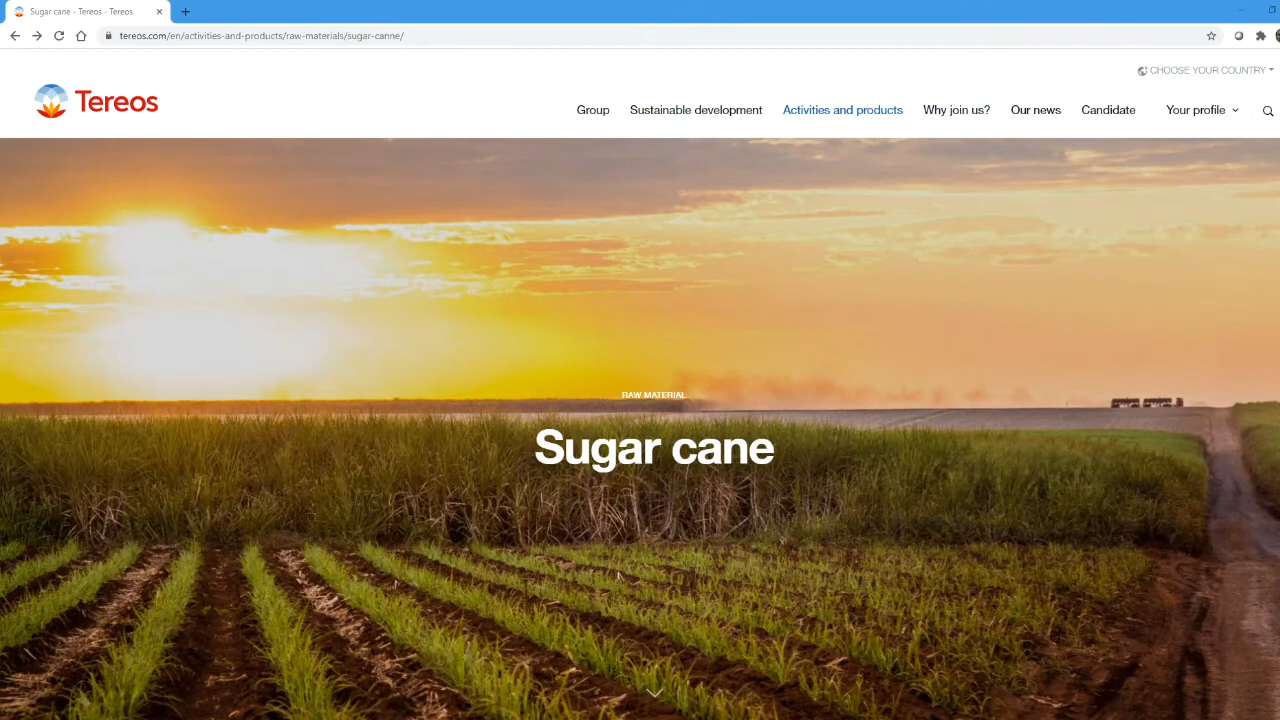 Sugar cane - Tereos - Tereos
tereos.com/en/activities-and-products/raw-materials/sugar-canne/
CHOOSE YOUR COUNTRY
Tereos
Group Sustainable development Activities and products Why join us? Our news Candidate Your profile
RAW MATERIAL
Sugar cane